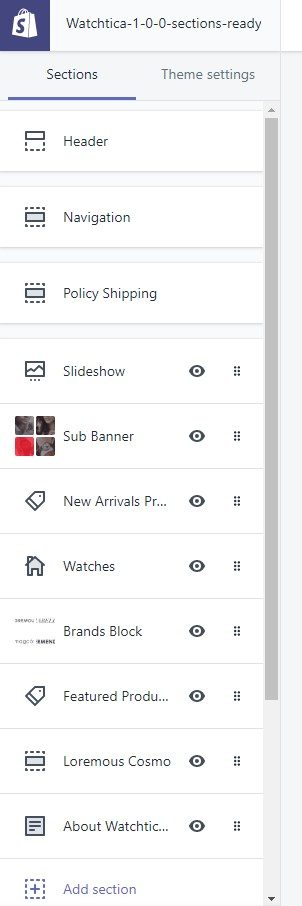 Watchtica-1-0-0-sections-ready
Sections
Theme settings
Header
Navigation
Policy Shipping
Slideshow
Sub Banner
New Arrivals Pr...
Watches
Brands Block
Featured Produ...
Loremous Cosmo
About Watchtic...
Add section